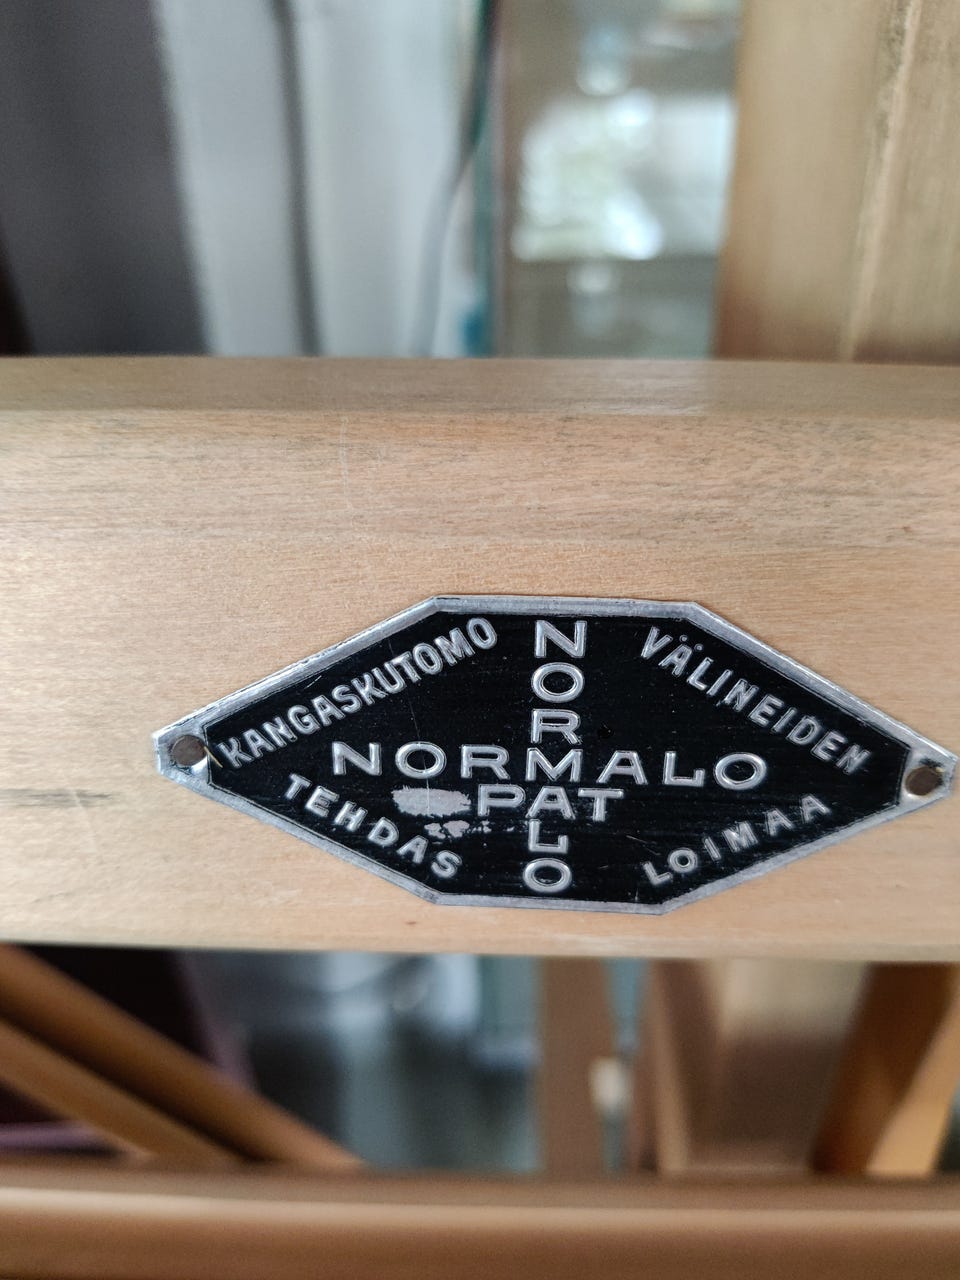 KANGASKUTOMO
VÄLINEIDEN
NORMALO
NORMALO
PAT
TEHDAS
LOIMAA